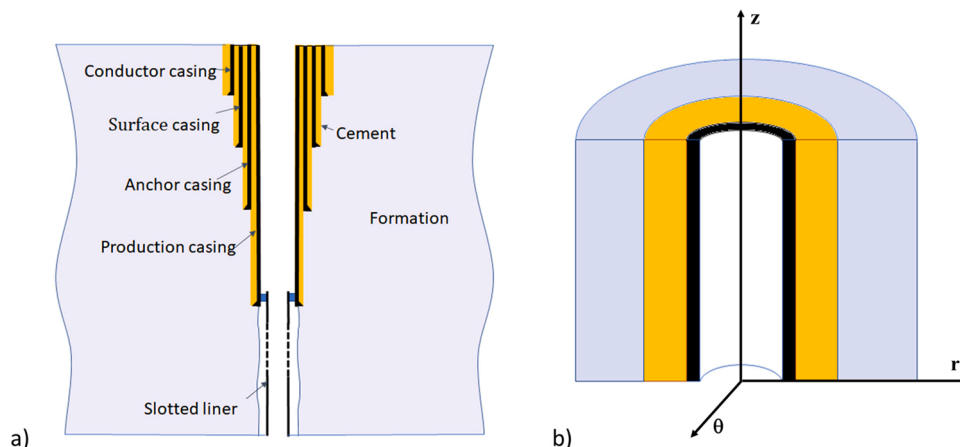 Conductor casing
Surface casing
Cement
Anchor casing
Formation
Production casing
Slotted liner
a)
z
r
θ
b)